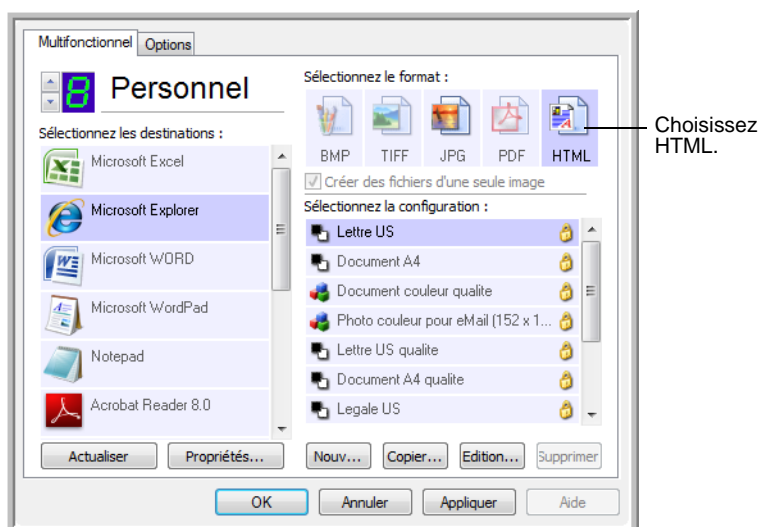 Multifonctionnel
Options
8
Personnel
Sélectionnez les destinations :
Microsoft Excel
Microsoft Explorer
Microsoft WORD
Microsoft WordPad
Notepad
Acrobat Reader 8.0
Actualiser
Propriétés...
Sélectionnez le format :
BMP
TIFF
JPG
PDF
HTML
Créer des fichiers d'une seule image
Sélectionnez la configuration :
Lettre US
Document A4
Document couleur qualite
Photo couleur pour eMail (152 x 1...
Lettre US qualite
Document A4 qualite
Legale US
Nouv...
Copier...
Edition...
Supprimer
OK
Annuler
Appliquer
Aide
Choisissez
HTML.